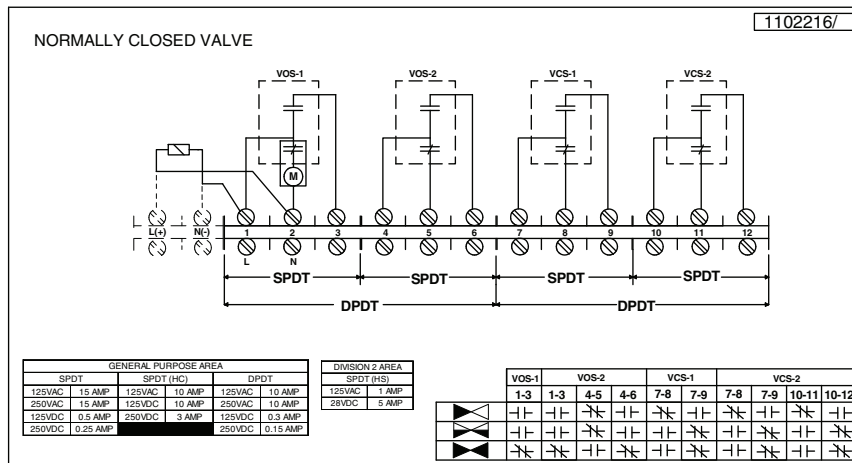 1102216/
NORMALLY CLOSED VALVE
VOS-1 VOS-2 VCS-1 VCS-2
M
L(+) N(-) 1 2 3 4 5 6 7 8 9 10 11 12
L N
SPDT SPDT SPDT SPDT
DPDT DPDT
GENERAL PURPOSE AREA
SPDT SPDT (HC) DPDT
125VAC 15 AMP 125VAC 10 AMP 125VAC 10 AMP
250VAC 15 AMP 125VDC 10 AMP 250VAC 10 AMP
125VDC 0.5 AMP 250VDC 3 AMP 125VDC 0.3 AMP
250VDC 0.25 AMP 250VDC 0.15 AMP
DIVISION 2 AREA
SPDT (HS)
125VAC 1 AMP
28VDC 5 AMP
VOS-1 VOS-2 VCS-1 VCS-2
1-3 1-3 4-5 4-6 7-8 7-9 7-8 7-9 10-11 10-12